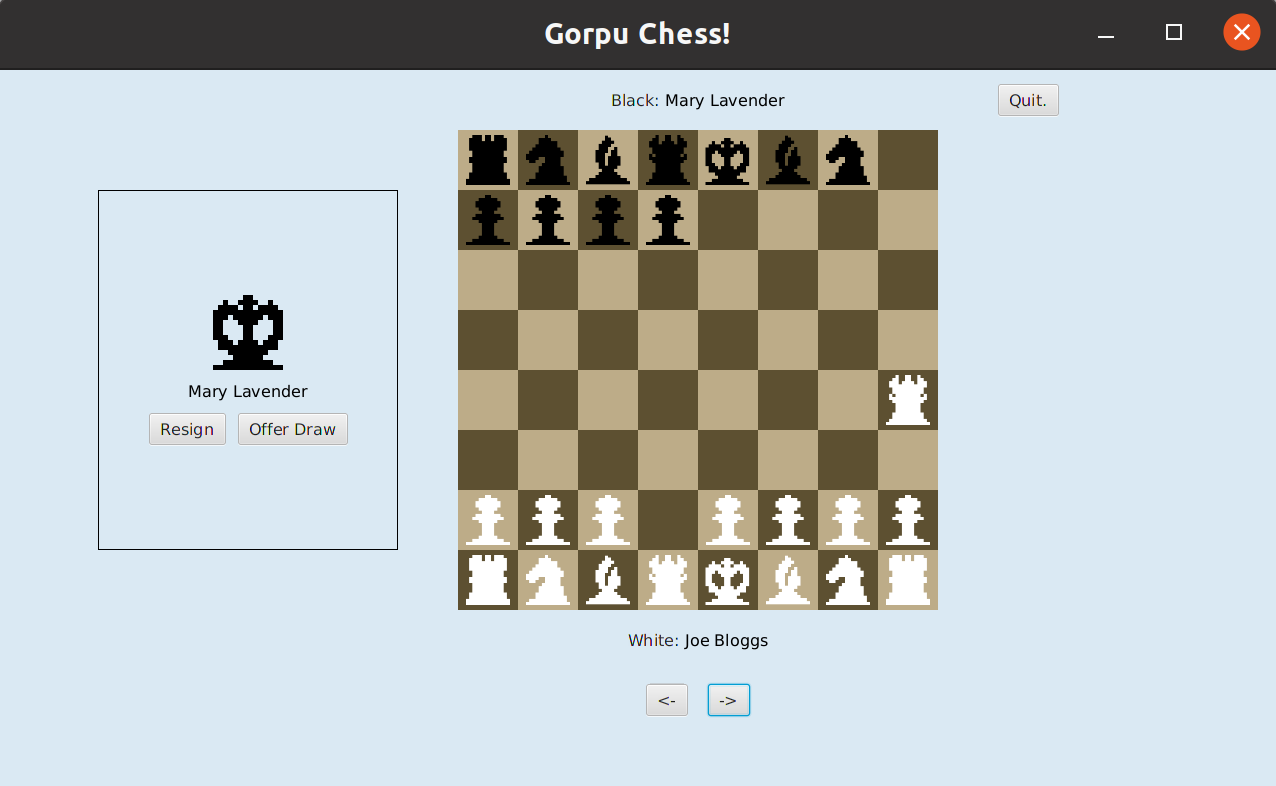 Gorpu Chess!
Black: Mary Lavender
Quit.
Mary Lavender
Resign
Offer Draw
White: Joe Bloggs
<-
->